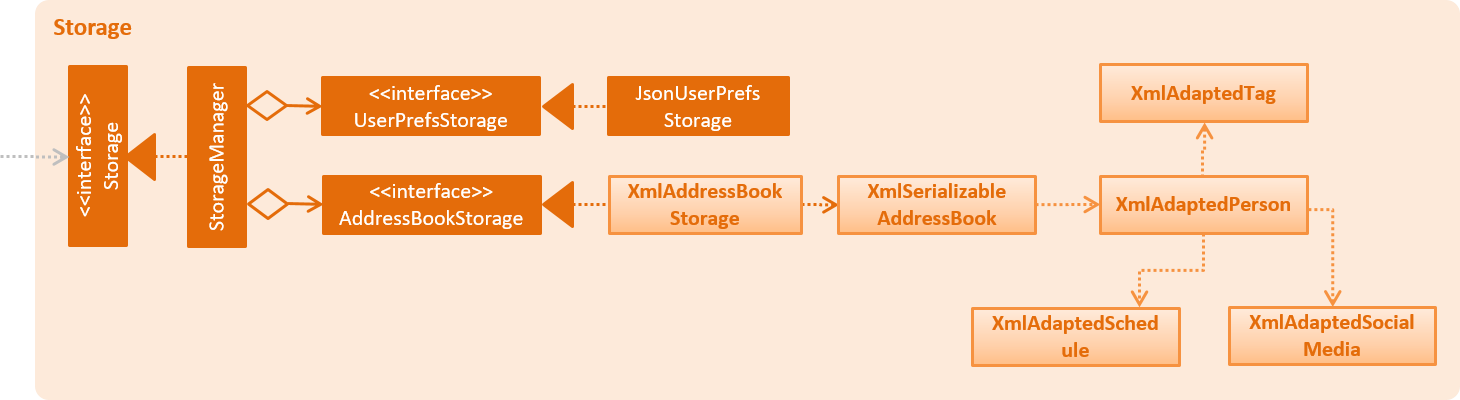 Storage
<<interface>>
Storage
StorageManager
<<interface>>
UserPrefsStorage
JsonUserPrefs
Storage
<<interface>>
AddressBookStorage
XmlAddressBook
Storage
XmlSerializable
AddressBook
XmlAdaptedTag
XmlAdaptedPerson
XmlAdaptedSched
ule
XmlAdaptedSocial
Media